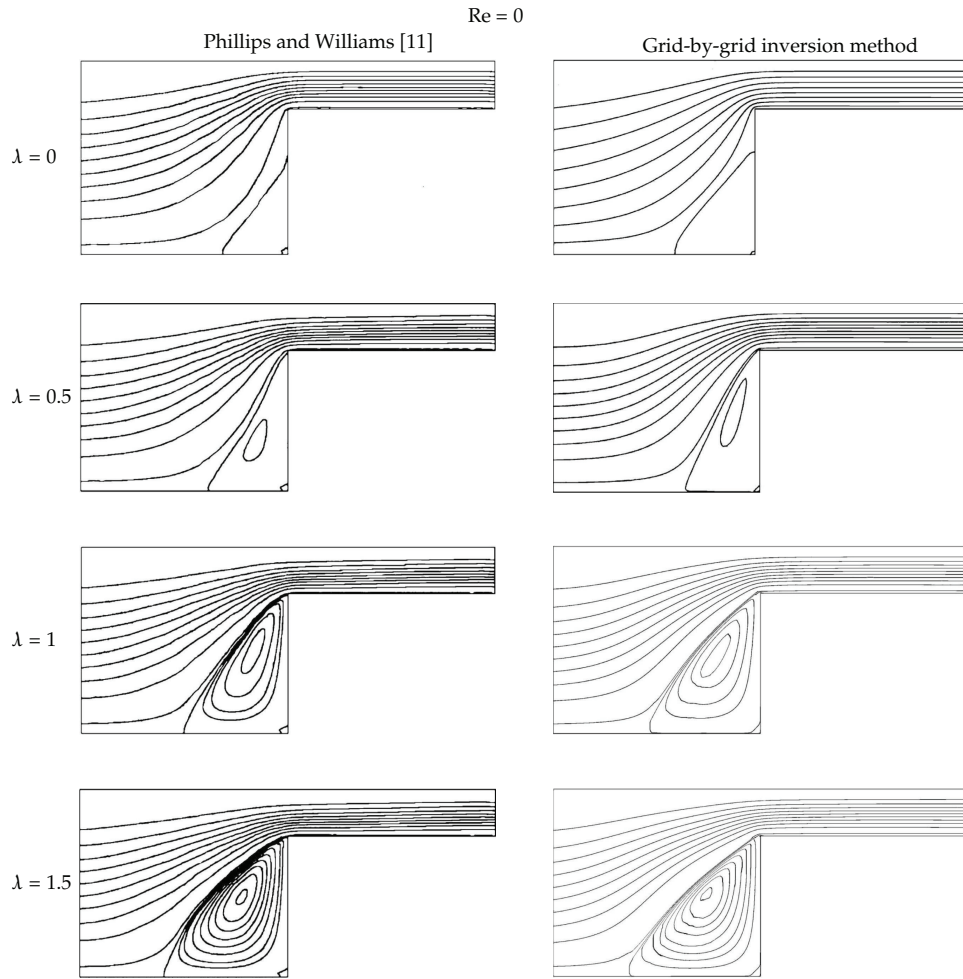 Re = 0
Phillips and Williams [11]
Grid-by-grid inversion method
λ = 0
λ = 0.5
λ = 1
λ = 1.5